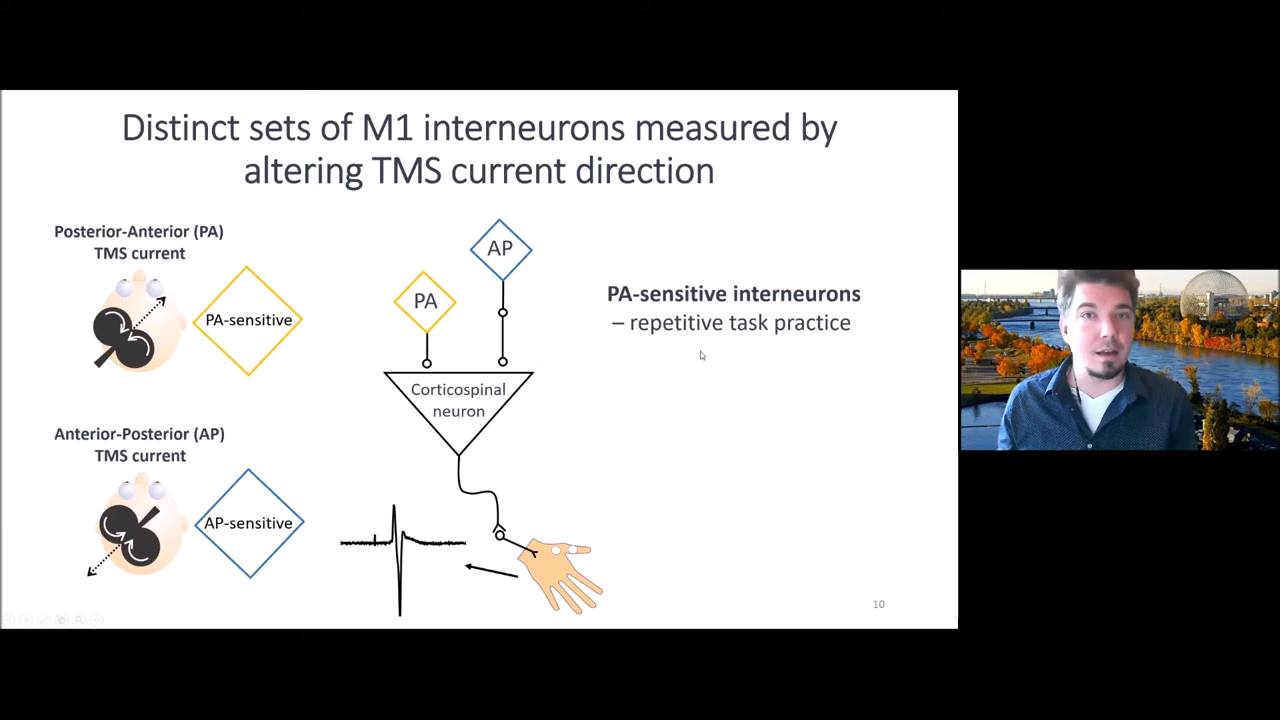 Distinct sets of M1 interneurons measured by
altering TMS current direction
Posterior-Anterior (PA)
TMS current
PA-sensitive
Anterior-Posterior (AP)
TMS current
AP-sensitive
AP
PA
Corticospinal
neuron
PA-sensitive interneurons
– repetitive task practice
10